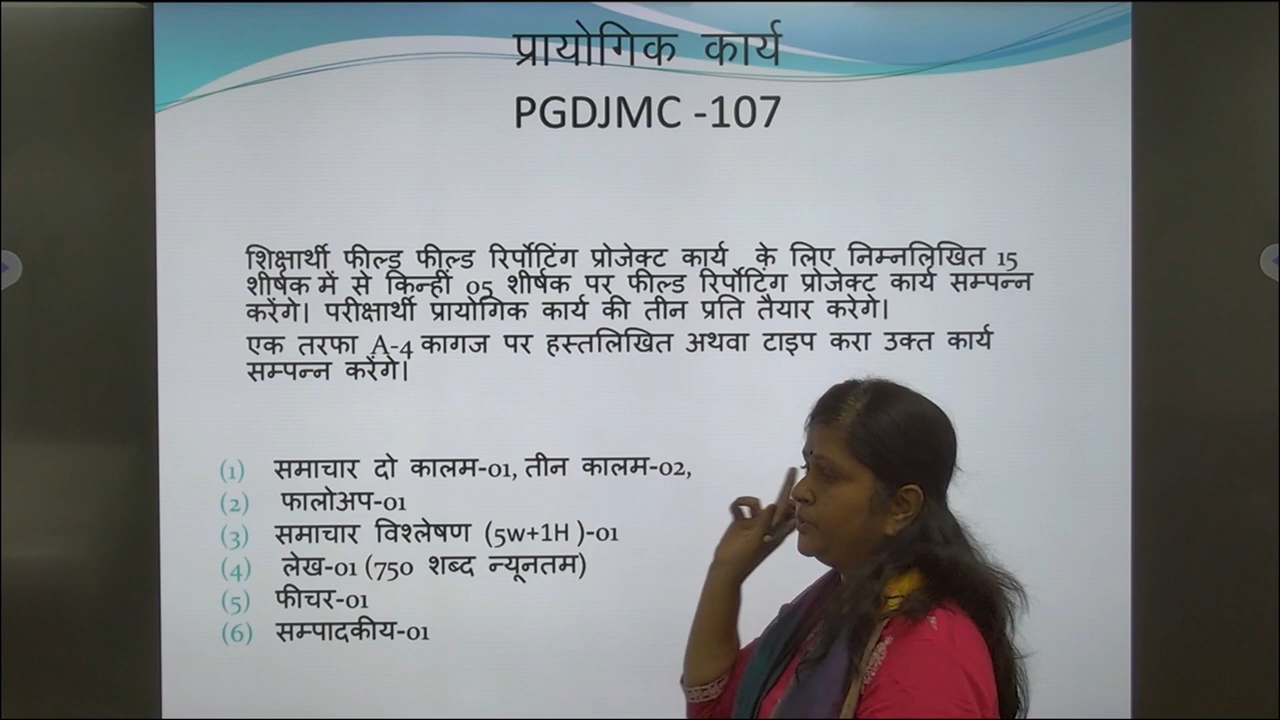 प्रायोगिक कार्य
PGDJMC -107
शिक्षार्थी फील्ड फील्ड रिर्पोटिंग प्रोजेक्ट कार्य के लिए निम्नलिखित 15
शीर्षक में से किन्हीं 05 शीर्षक पर फील्ड रिर्पोटिंग प्रोजेक्ट कार्य सम्पन्न
करेंगे। परीक्षार्थी प्रायोगिक कार्य की तीन प्रति तैयार करेगे।
एक तरफा A-4 कागज पर हस्तलिखित अथवा टाइप करा उक्त कार्य
सम्पन्न करेंगे।
(1) समाचार दो कालम-01, तीन कालम-02,
(2) फालोअप-01
(3) समाचार विश्लेषण (5w+1H )-01
(4) लेख-01 (750 शब्द न्यूनतम)
(5) फीचर-01
(6) सम्पादकीय-01